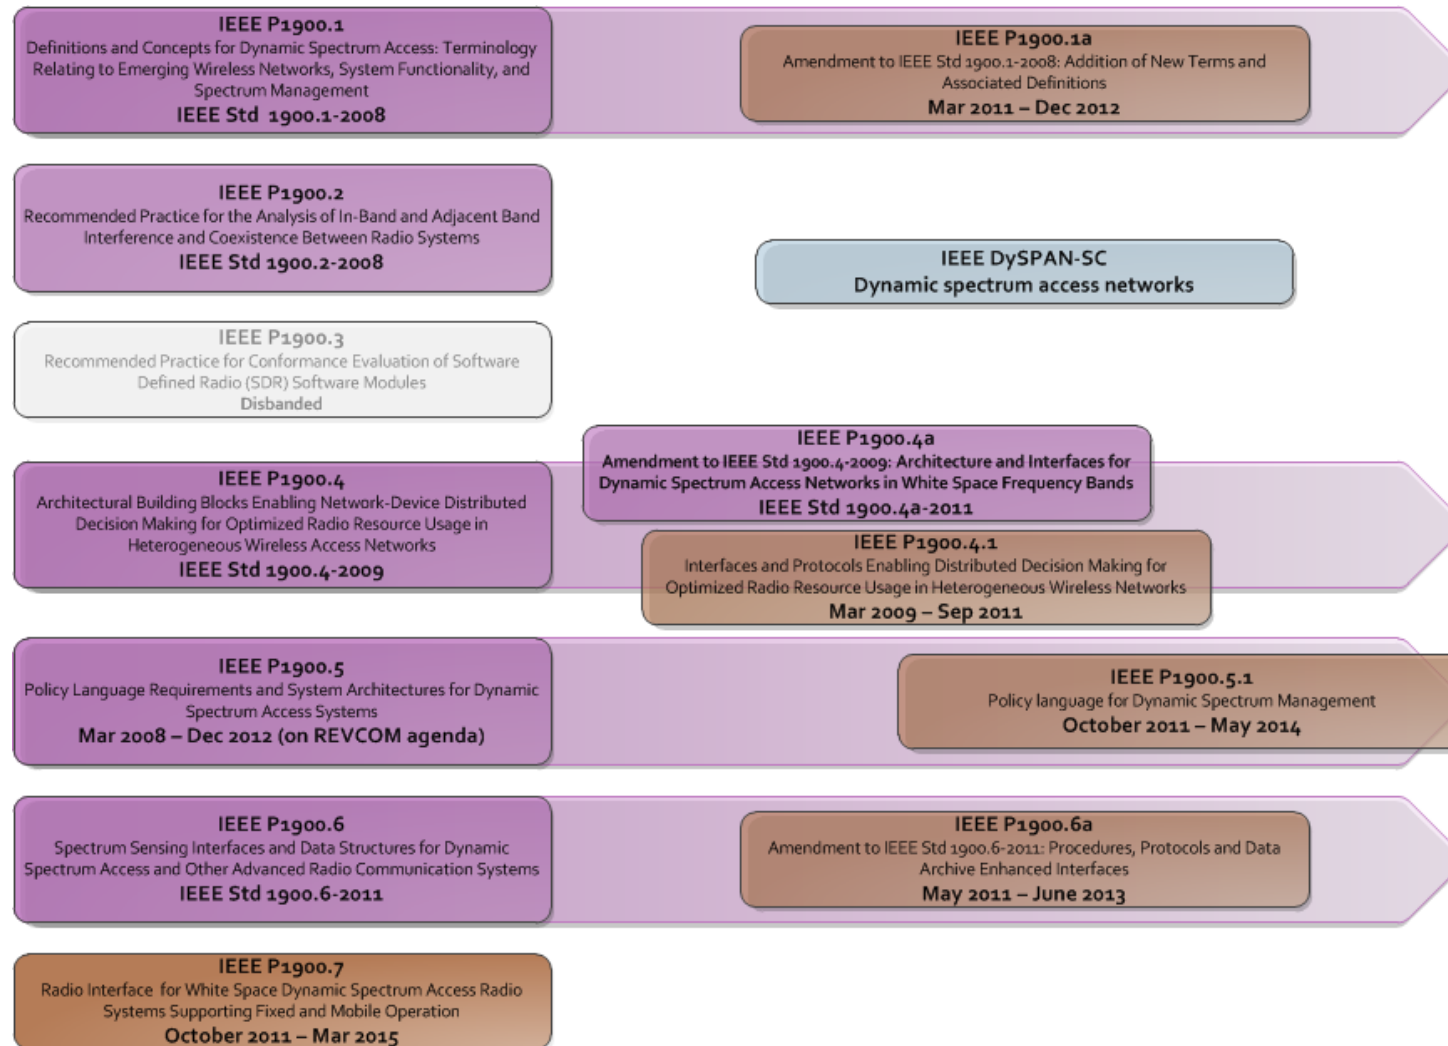 IEEE P1900.1
Definitions and Concepts for Dynamic Spectrum Access: Terminology
Relating to Emerging Wireless Networks, System Functionality, and
Spectrum Management
IEEE Std 1900.1-2008
IEEE P1900.1a
Amendment to IEEE Std 1900.1-2008: Addition of New Terms and
Associated Definitions
Mar 2011 – Dec 2012
IEEE P1900.2
Recommended Practice for the Analysis of In-Band and Adjacent Band
Interference and Coexistence Between Radio Systems
IEEE Std 1900.2-2008
IEEE DySPAN-SC
Dynamic spectrum access networks
IEEE P1900.3
Recommended Practice for Conformance Evaluation of Software
Defined Radio (SDR) Software Modules
Disbanded
IEEE P1900.4
Architectural Building Blocks Enabling Network-Device Distributed
Decision Making for Optimized Radio Resource Usage in
Heterogeneous Wireless Access Networks
IEEE Std 1900.4-2009
IEEE P1900.4a
Amendment to IEEE Std 1900.4-2009: Architecture and Interfaces for
Dynamic Spectrum Access Networks in White Space Frequency Bands
IEEE Std 1900.4a-2011
IEEE P1900.4.1
Interfaces and Protocols Enabling Distributed Decision Making for
Optimized Radio Resource Usage in Heterogeneous Wireless Networks
Mar 2009 – Sep 2011
IEEE P1900.5
Policy Language Requirements and System Architectures for Dynamic
Spectrum Access Systems
Mar 2008 – Dec 2012 (on REVCOM agenda)
IEEE P1900.5.1
Policy language for Dynamic Spectrum Management
October 2011 – May 2014
IEEE P1900.6
Spectrum Sensing Interfaces and Data Structures for Dynamic
Spectrum Access and Other Advanced Radio Communication Systems
IEEE Std 1900.6-2011
IEEE P1900.6a
Amendment to IEEE Std 1900.6-2011: Procedures, Protocols and Data
Archive Enhanced Interfaces
May 2011 – June 2013
IEEE P1900.7
Radio Interface for White Space Dynamic Spectrum Access Radio
Systems Supporting Fixed and Mobile Operation
October 2011 – Mar 2015